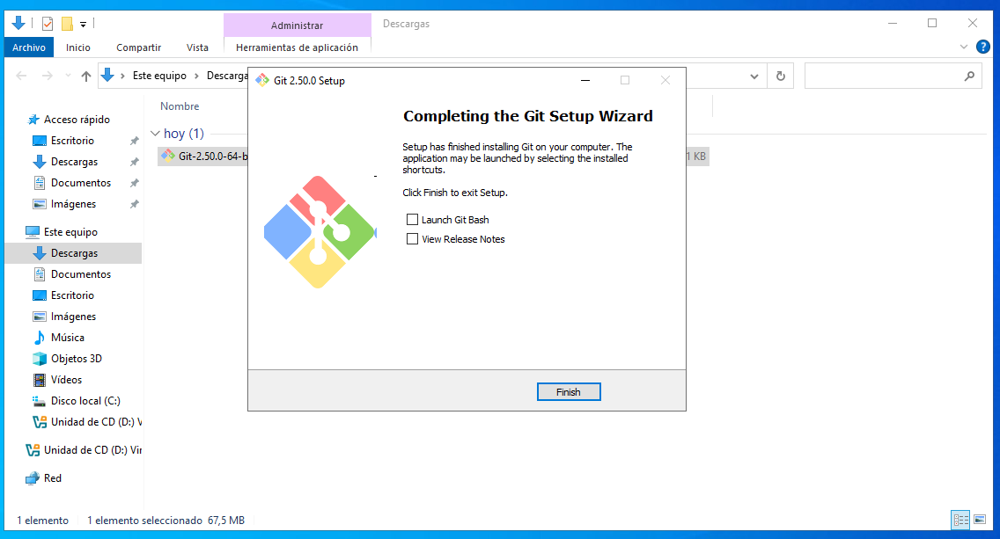 Administrar
Descargas
Archivo
Inicio
Compartir
Vista
Herramientas de aplicación
Este equipo
Git 2.50.0 Setup
Nombre
hoy (1)
Git-2.50.0-64-b
1 KB
Completing the Git Setup Wizard
Setup has finished installing Git on your computer. The
application may be launched by selecting the installed
shortcuts.
Click Finish to exit Setup.
Launch Git Bash
View Release Notes
Finish
Acceso rápido
Escritorio
Descargas
Documentos
Imágenes
Este equipo
Descargas
Documentos
Escritorio
Imágenes
Música
Objetos 3D
Vídeos
Disco local (C:)
Unidad de CD (D:) V
Unidad de CD (D:) Vir
Red
1 elemento
1 elemento seleccionado 67,5 MB